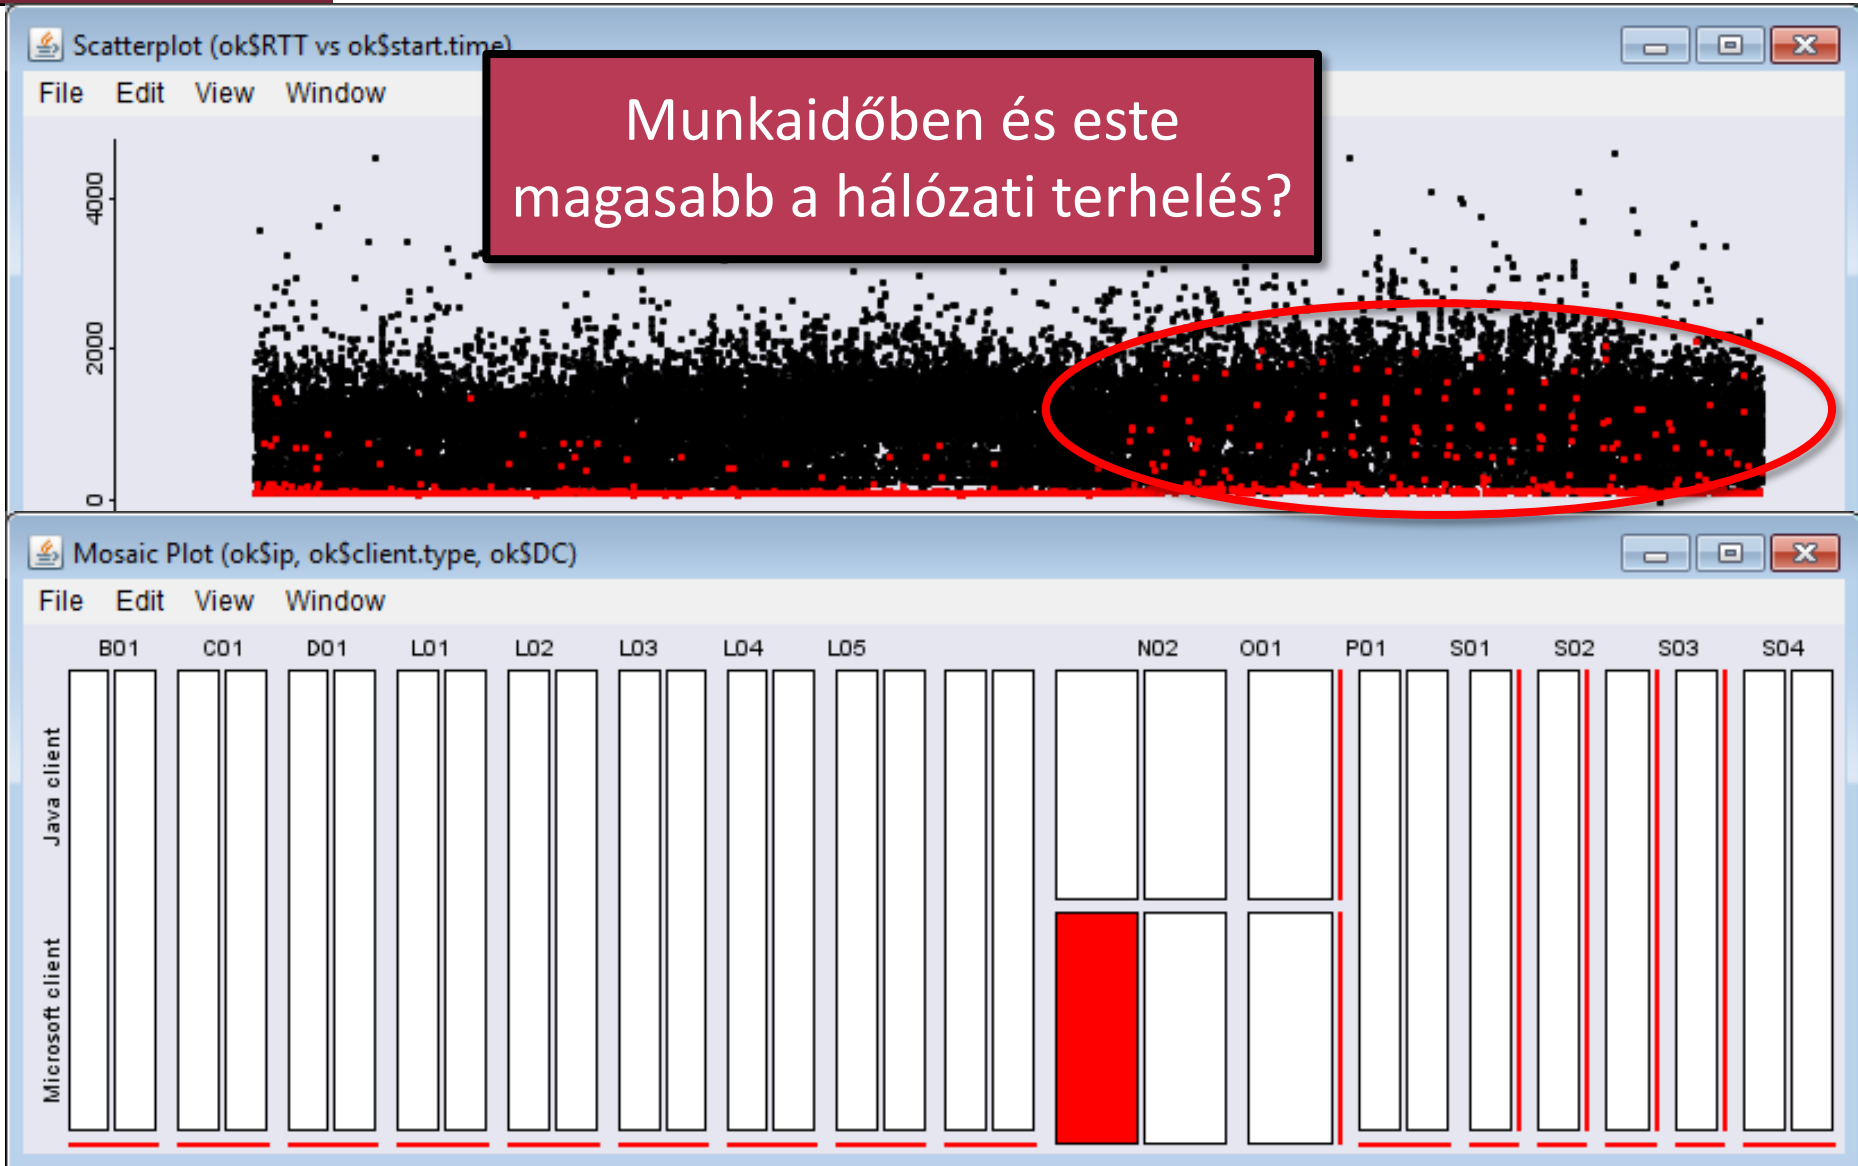 Scatterplot (ok$RTT vs ok$start.time)
File Edit View Window
Munkaidőben és este
magasabb a hálózati terhelés?
4000
2000
0
Mosaic Plot (ok$ip, ok$client.type, ok$DC)
File Edit View Window
B01 C01 D01 L01 L02 L03 L04 L05 N02 O01 P01 S01 S02 S03 S04
Java client
Microsoft client